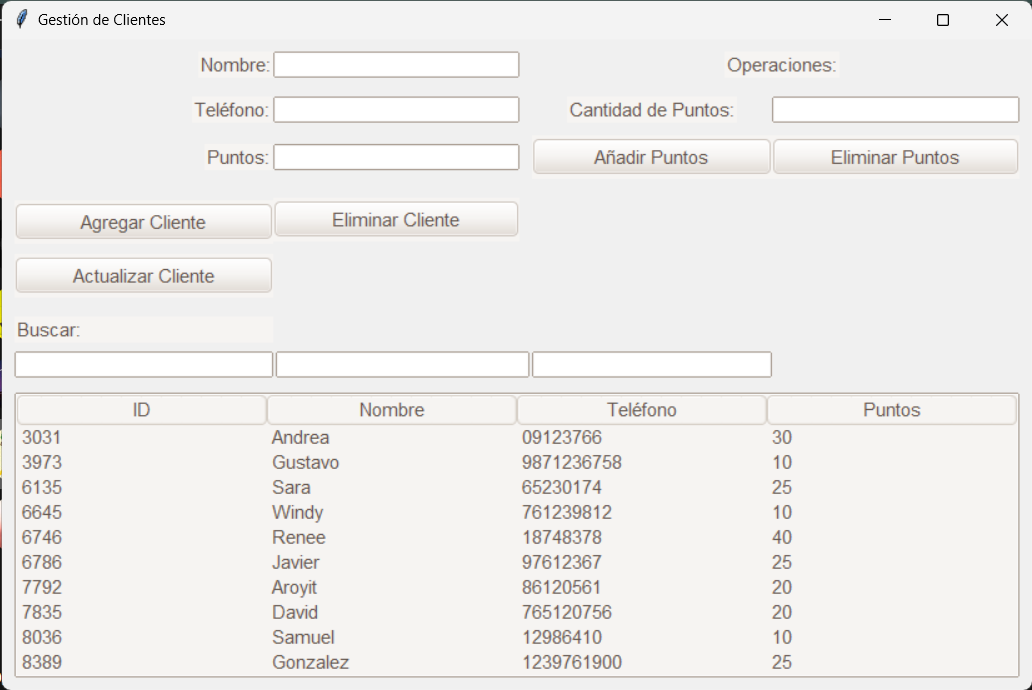 Gestión de Clientes
Nombre: Operaciones:
Teléfono: Cantidad de Puntos:
Puntos: Añadir Puntos Eliminar Puntos
Agregar Cliente Eliminar Cliente
Actualizar Cliente
Buscar:
ID Nombre Teléfono Puntos
3031 Andrea 09123766 30
3973 Gustavo 9871236758 10
6135 Sara 65230174 25
6645 Windy 761239812 10
6746 Renee 18748378 40
6786 Javier 97612367 25
7792 Aroyit 86120561 20
7835 David 765120756 20
8036 Samuel 12986410 10
8389 Gonzalez 1239761900 25